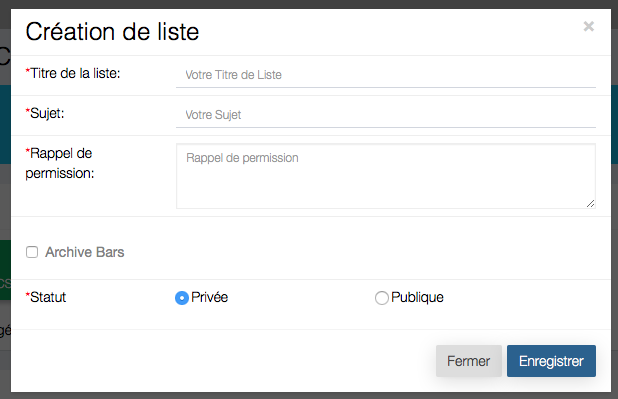 Création de liste
×
*Titre de la liste:
Votre Titre de Liste
*Sujet:
Votre Sujet
*Rappel de
permission:
Rappel de permission
Archive Bars
*Statut
Privée
Publique
Fermer
Enregistrer